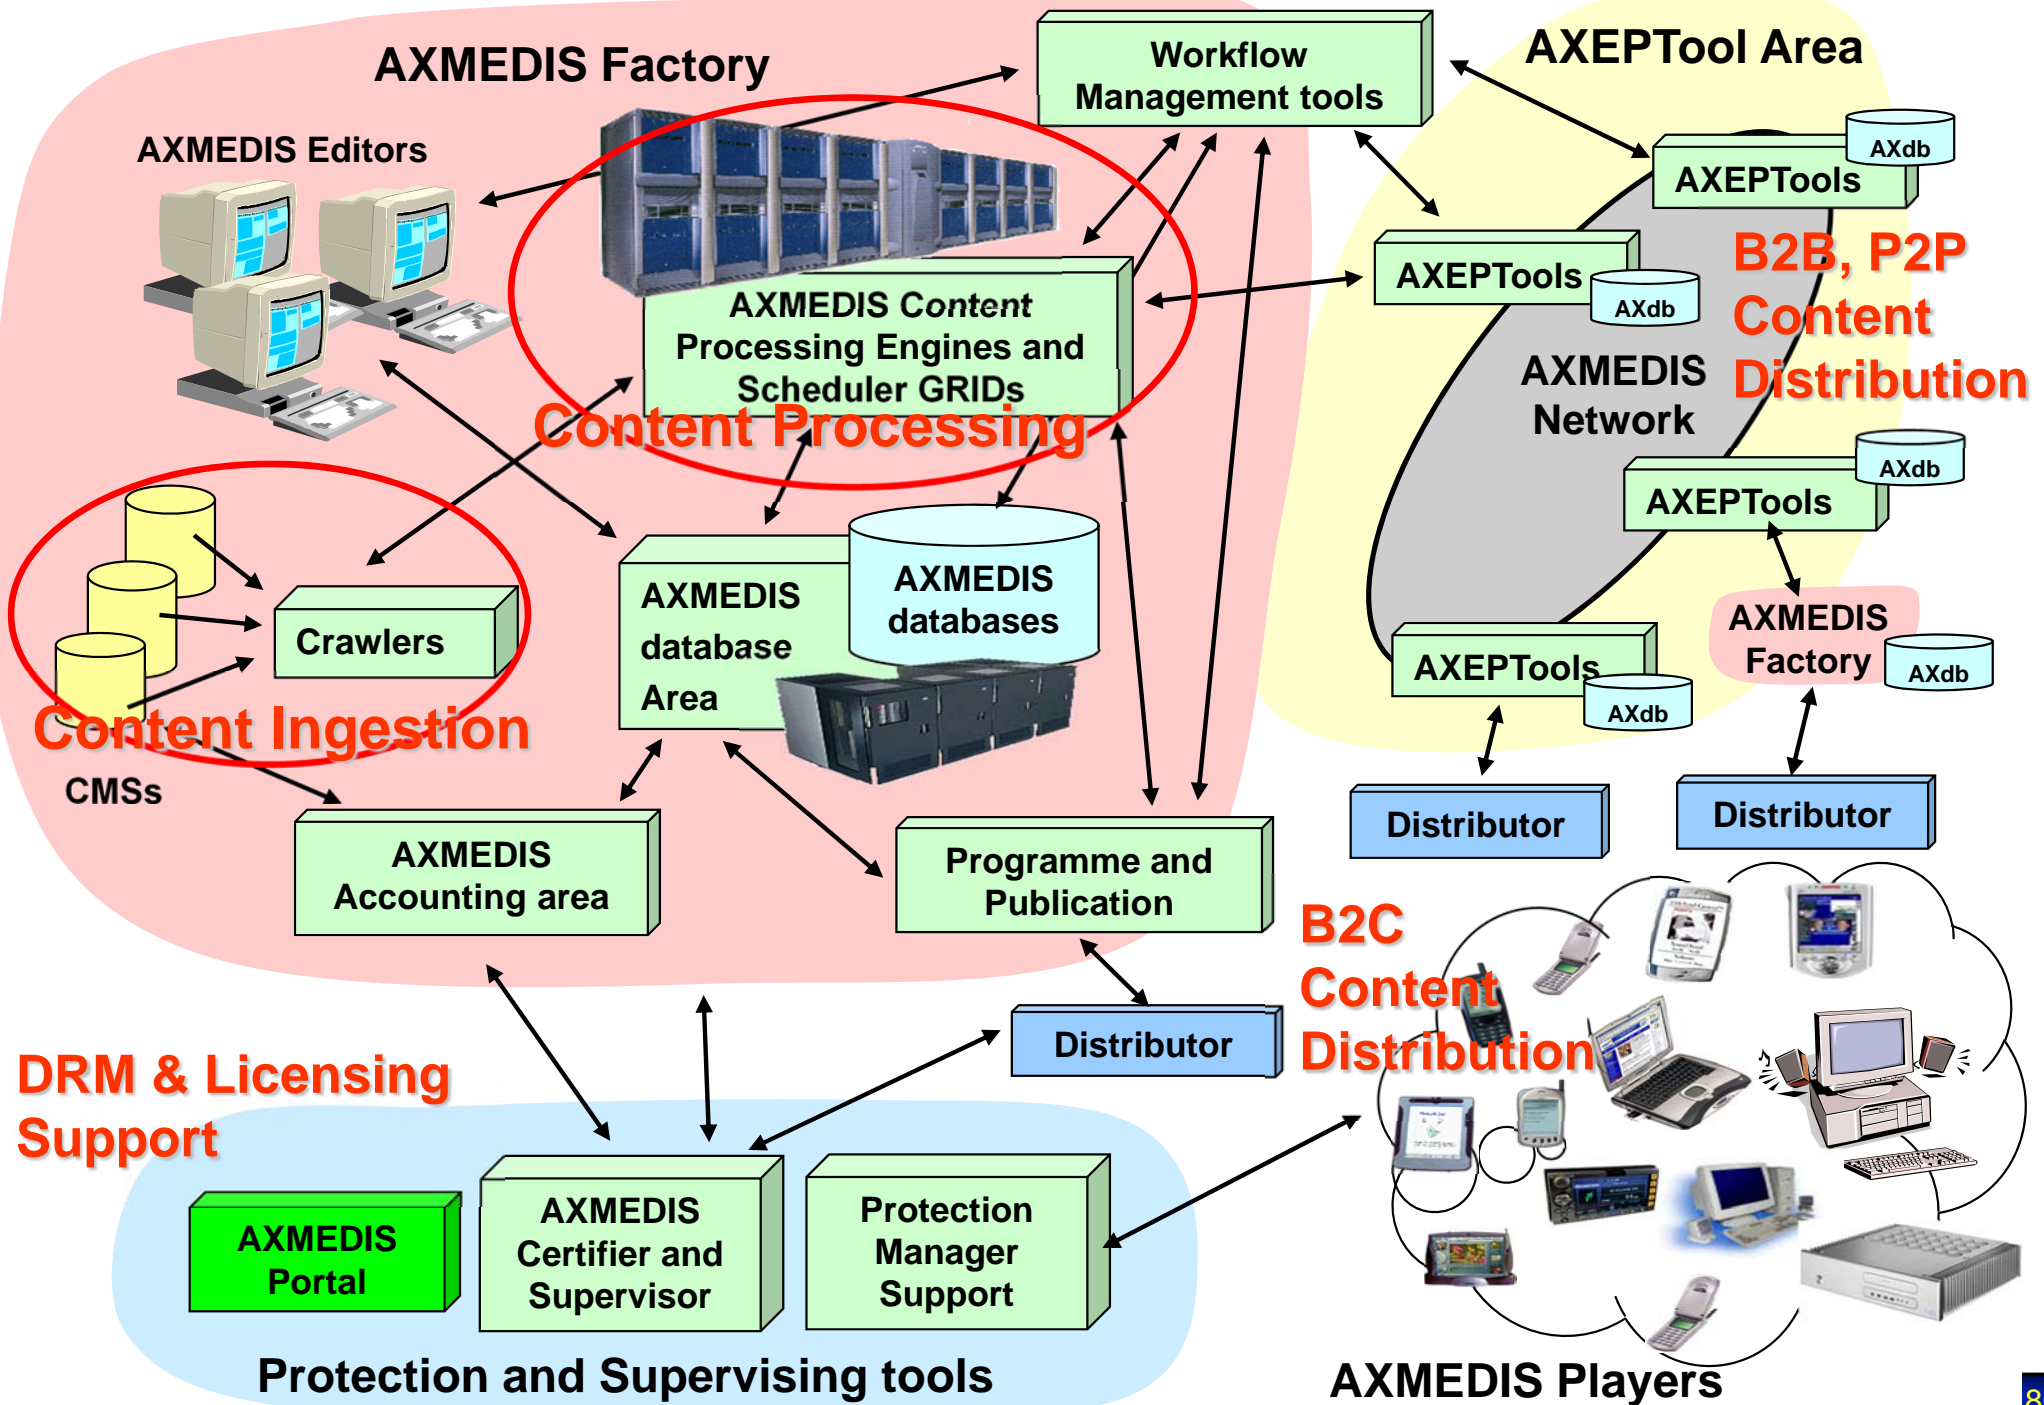 AXMEDIS Factory
Workflow
Management tools
AXEPTool Area
AXMEDIS Editors
AXdb
AXEPTools
B2B, P2P
Content
Distribution
AXEPTools
AXdb
AXMEDIS Content
Processing Engines and
Scheduler GRIDs
Content Processing
AXMEDIS
Network
AXdb
AXEPTools
Crawlers
Content Ingestion
CMSs
AXMEDIS
database
Area
AXMEDIS
databases
AXMEDIS
Factory
AXdb
AXEPTools
AXdb
Distributor
Distributor
AXMEDIS
Accounting area
Programme and
Publication
B2C
Content
Distribution
Distributor
DRM & Licensing
Support
AXMEDIS
Portal
AXMEDIS
Certifier and
Supervisor
Protection
Manager
Support
Protection and Supervising tools
AXMEDIS Players
8